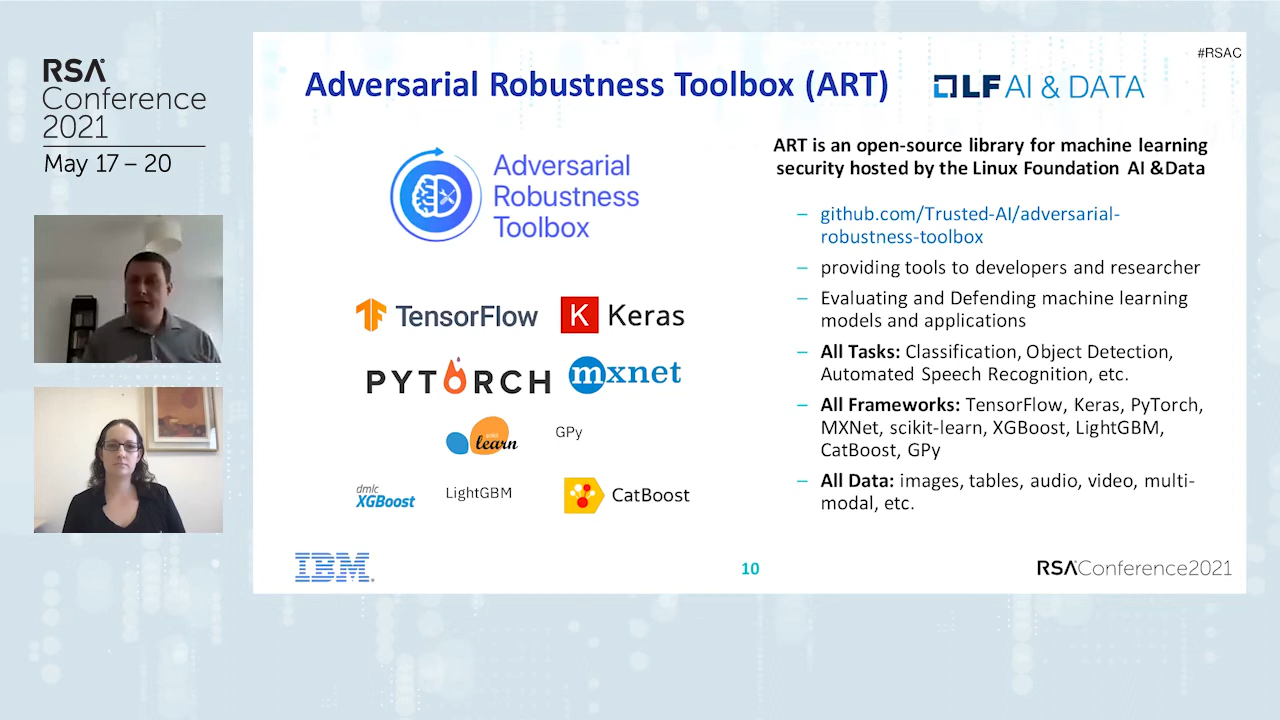 RSA
Conference
2021
May 17 – 20
#RSAC
Adversarial Robustness Toolbox (ART)
LF AI & DATA
Adversarial
Robustness
Toolbox
TensorFlow
K Keras
PYTORCH
mxnet
learn
GPy
dmlc
XGBoost
LightGBM
CatBoost
ART is an open-source library for machine learning
security hosted by the Linux Foundation AI &Data
– github.com/Trusted-AI/adversarial-
robustness-toolbox
– providing tools to developers and researcher
– Evaluating and Defending machine learning
models and applications
– All Tasks: Classification, Object Detection,
Automated Speech Recognition, etc.
– All Frameworks: TensorFlow, Keras, PyTorch,
MXNet, scikit-learn, XGBoost, LightGBM,
CatBoost, GPy
– All Data: images, tables, audio, video, multi-
modal, etc.
IBM
10
RSAConference2021